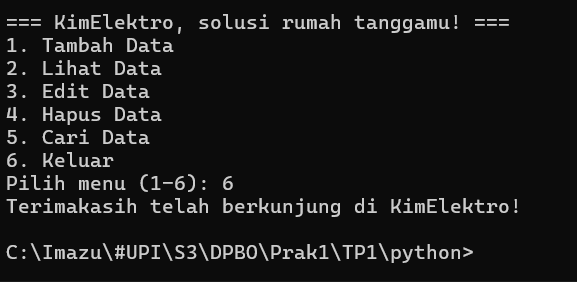 === KimElektro, solusi rumah tanggamu! ===
1. Tambah Data
2. Lihat Data
3. Edit Data
4. Hapus Data
5. Cari Data
6. Keluar
Pilih menu (1-6): 6
Terimakasih telah berkunjung di KimElektro!
C:\Imazu\#UPI\S3\DPBO\Prak1\TP1\python>